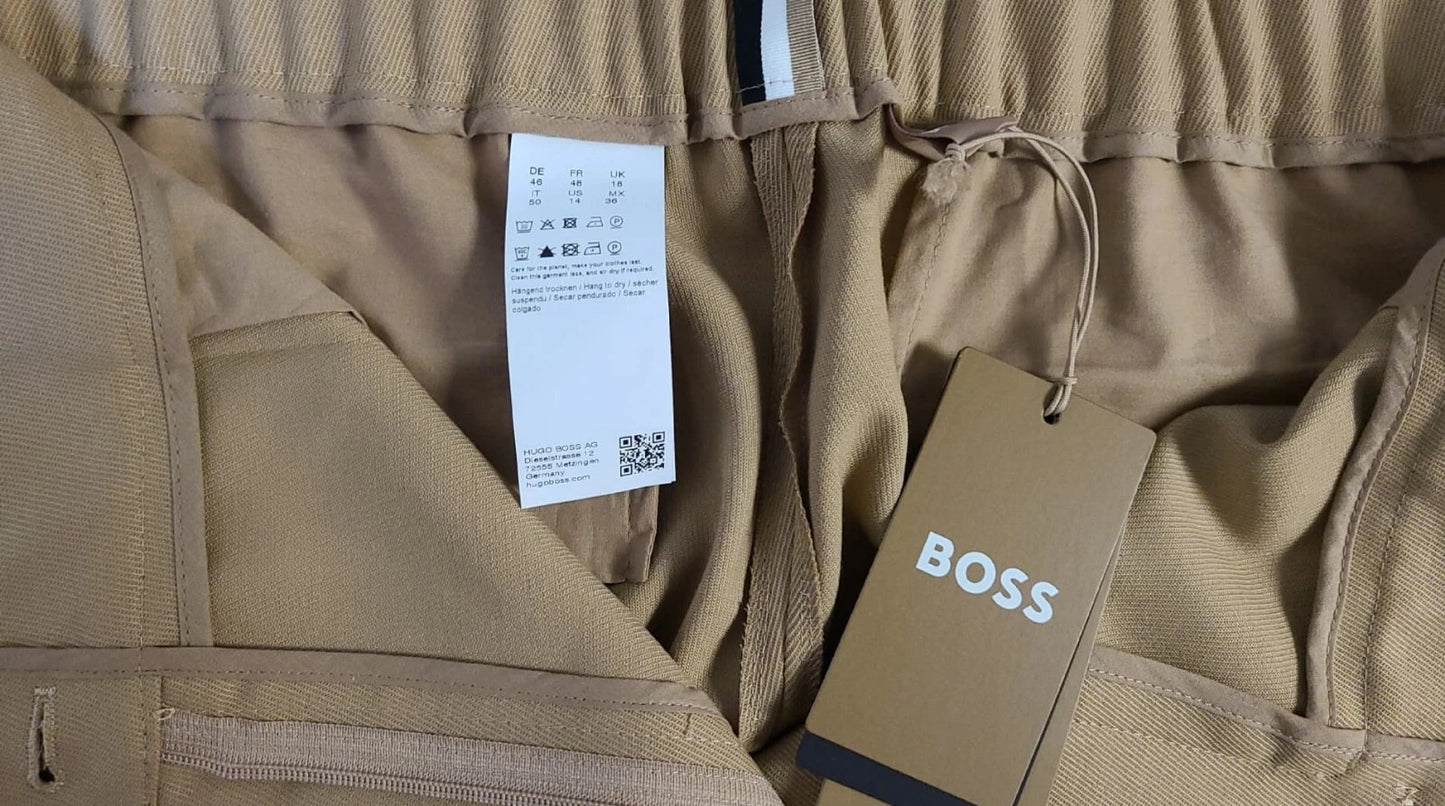 DE FR UK
46 48 18
IT US MX
50 14 36
Care for the planet, make your clothes last.
Clean this garment less, and air dry if required.
Hängend trocknen / Hang to dry / sécher
suspendu / Secar pendurado / Secar
colgado
HUGO BOSS AG
Dieselstrasse 12
72555 Metzingen
Germany
hugoboss.com
BOSS